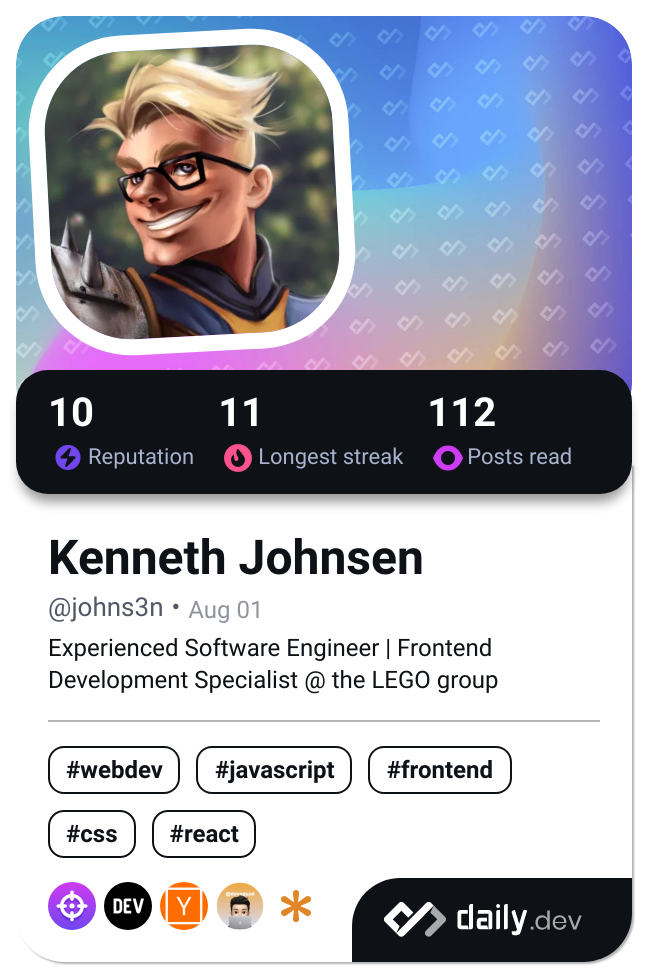 10 11 112
Reputation Longest streak Posts read
Kenneth Johnsen
@johns3n • Aug 01
Experienced Software Engineer | Frontend
Development Specialist @ the LEGO group
#webdev #javascript #frontend
#css #react
DEV Y
daily.dev